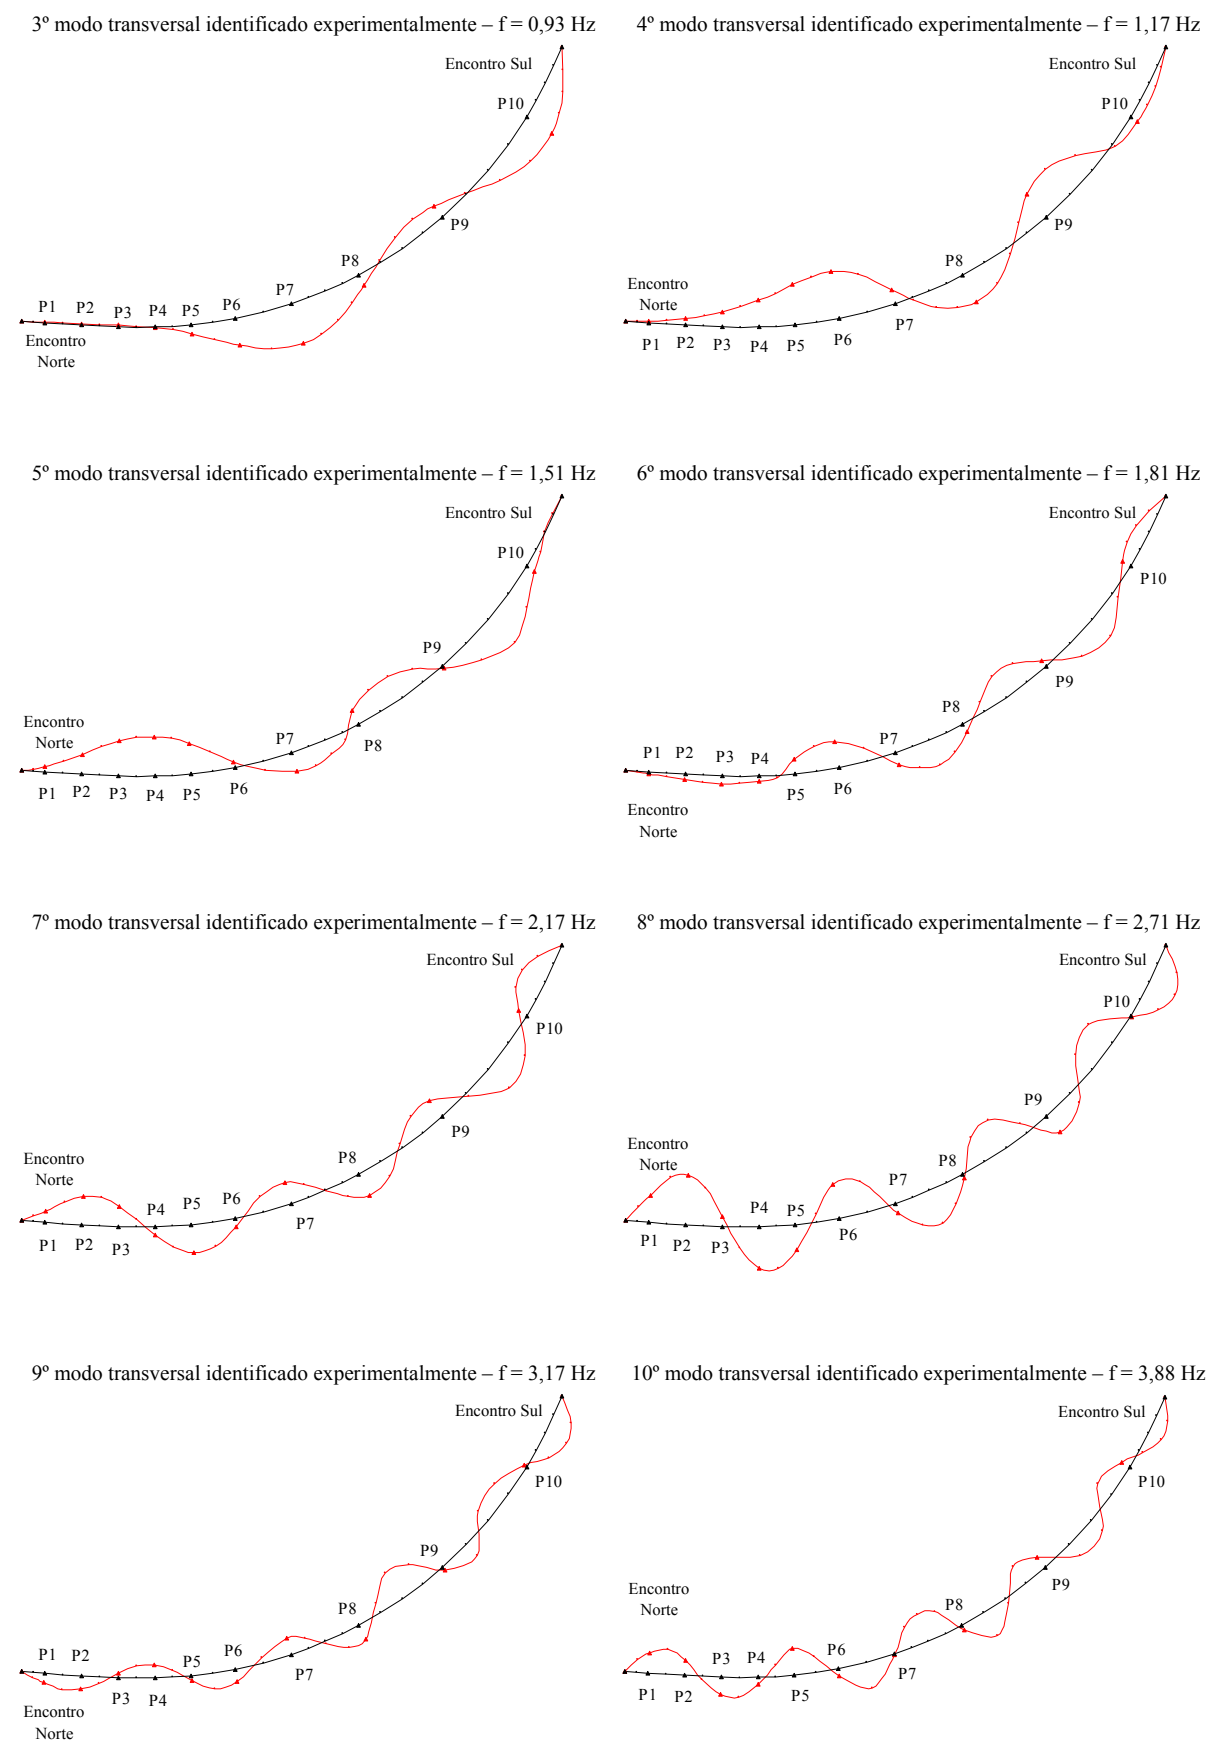 3º modo transversal identificado experimentalmente – f = 0,93 Hz
Encontro Sul
P10
P9
P8
P7
P6
P5
P4
P3
P2
P1
Encontro
Norte
4º modo transversal identificado experimentalmente – f = 1,17 Hz
Encontro Sul
P10
P9
P8
Encontro
Norte
P7
P6
P5
P4
P3
P2
P1
5º modo transversal identificado experimentalmente – f = 1,51 Hz
Encontro Sul
P10
P9
Encontro
Norte
P7
P8
P6
P5
P4
P3
P2
P1
6º modo transversal identificado experimentalmente – f = 1,81 Hz
Encontro Sul
P10
P9
P8
P7
P1
P2
P3
P4
P5
P6
Encontro
Norte
7º modo transversal identificado experimentalmente – f = 2,17 Hz
Encontro Sul
P10
P9
Encontro
Norte
P8
P6
P5
P4
P7
P1
P2
P3
8º modo transversal identificado experimentalmente – f = 2,71 Hz
Encontro Sul
P10
P9
Encontro
Norte
P8
P7
P4
P5
P6
P1
P2
P3
9º modo transversal identificado experimentalmente – f = 3,17 Hz
Encontro Sul
P10
P9
P8
P6
P1
P2
P5
P7
P3
P4
Encontro
Norte
10º modo transversal identificado experimentalmente – f = 3,88 Hz
Encontro Sul
P10
P9
Encontro
Norte
P8
P6
P3
P4
P7
P1
P2
P5